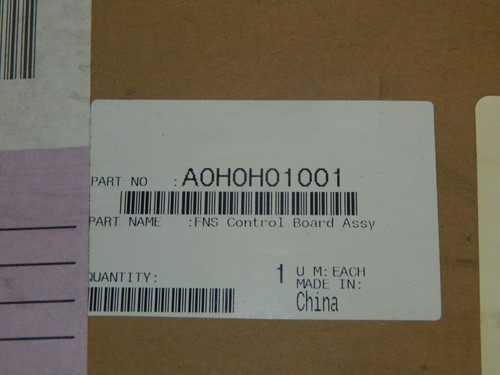 PART NO : A0H0H01001
PART NAME :FNS Control Board Assy
QUANTITY: 1 U M:EACH
MADE IN:
China